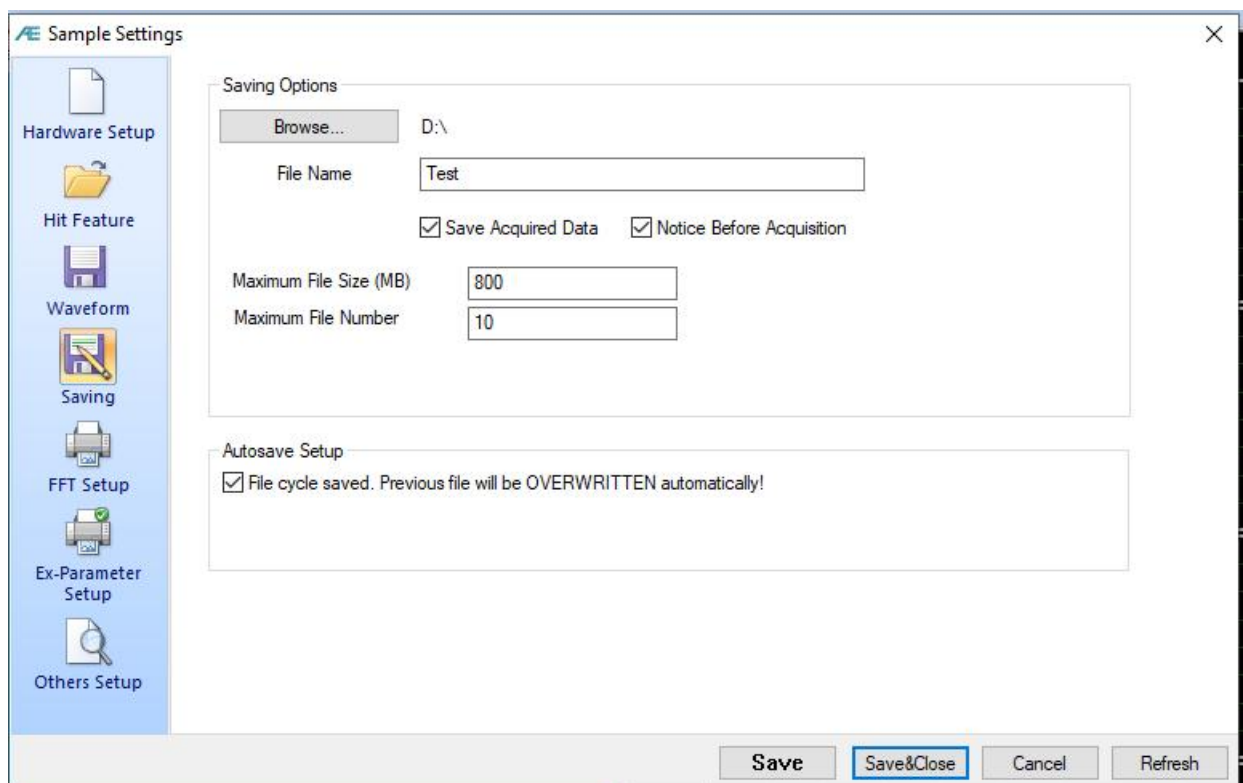 Æ Sample Settings
Hardware Setup
Hit Feature
Waveform
Saving
FFT Setup
Ex-Parameter
Setup
Others Setup
Saving Options
Browse...
D:\
File Name
Test
Save Acquired Data
Notice Before Acquisition
Maximum File Size (MB)
800
Maximum File Number
10
Autosave Setup
File cycle saved. Previous file will be OVERWRITTEN automatically!
Save
Save&Close
Cancel
Refresh